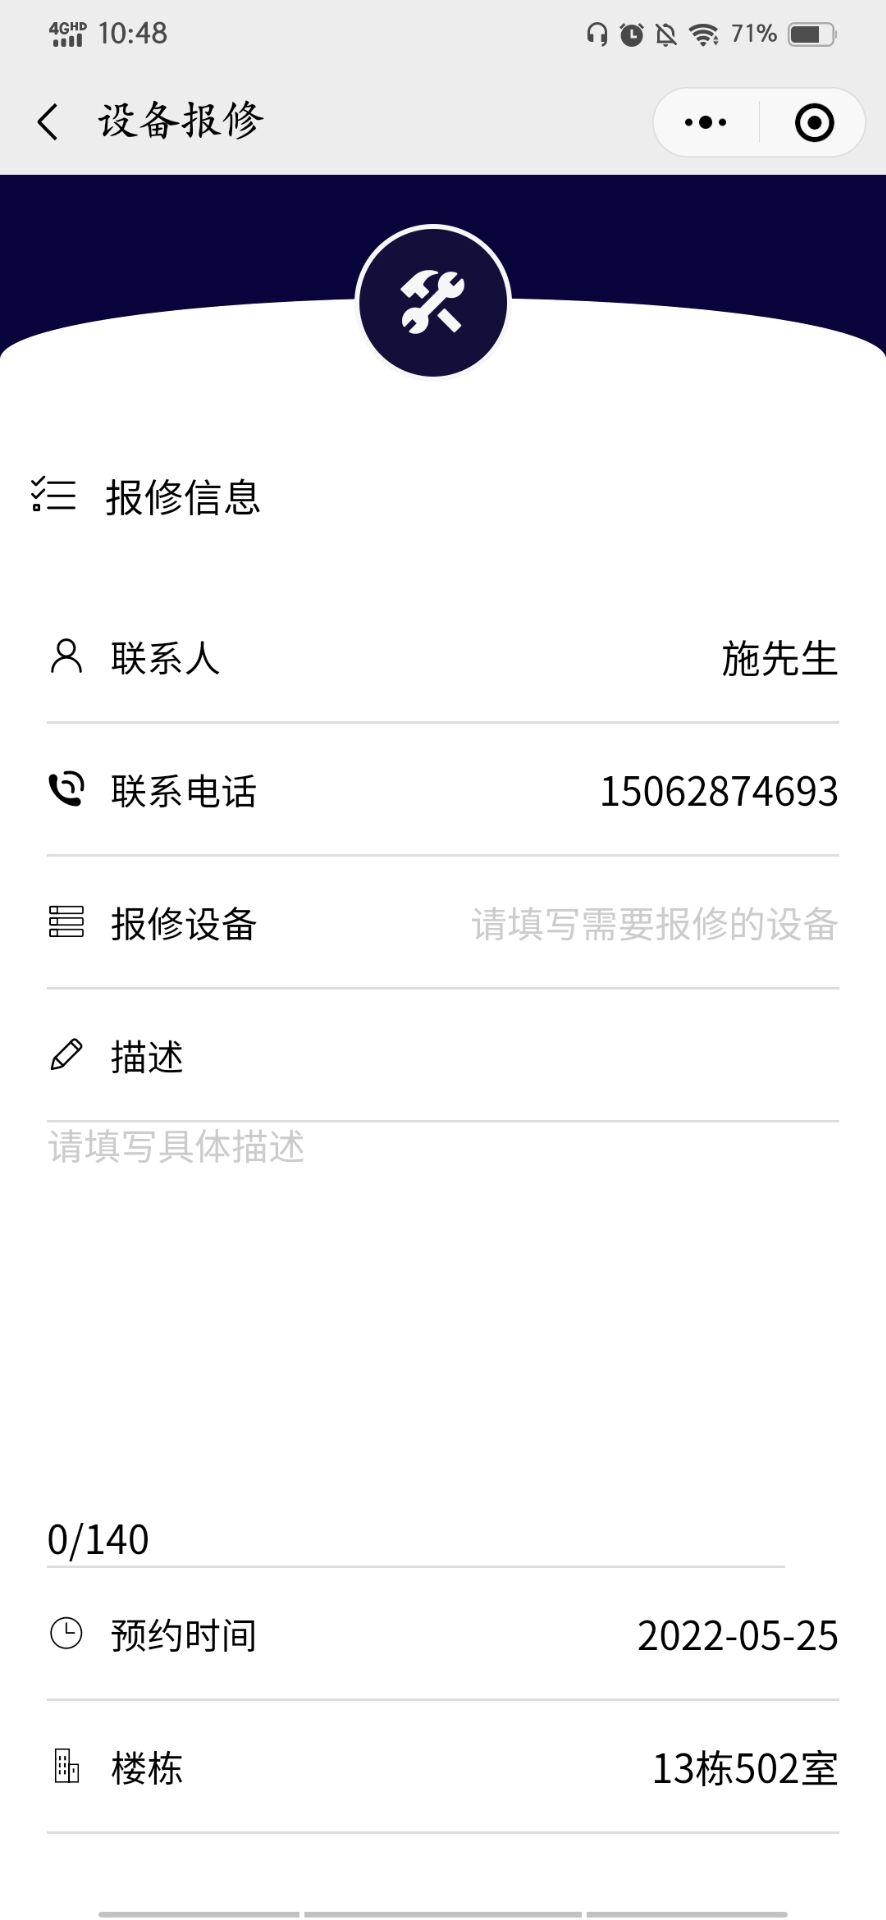 4GHD 10:48 71%
设备报修
报修信息
联系人 施先生
联系电话 15062874693
报修设备 请填写需要报修的设备
描述
请填写具体描述
0/140
预约时间 2022-05-25
楼栋 13栋502室